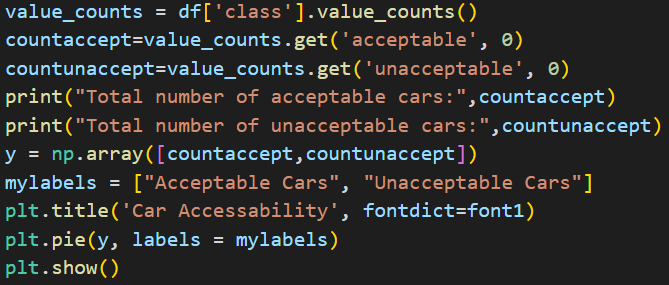 value_counts = df['class'].value_counts()
countaccept=value_counts.get('acceptable', 0)
countunaccept=value_counts.get('unacceptable', 0)
print("Total number of acceptable cars:",countaccept)
print("Total number of unacceptable cars:",countunaccept)
y = np.array([countaccept,countunaccept])
mylabels = ["Acceptable Cars", "Unacceptable Cars"]
plt.title('Car Accessability', fontdict=font1)
plt.pie(y, labels = mylabels)
plt.show()